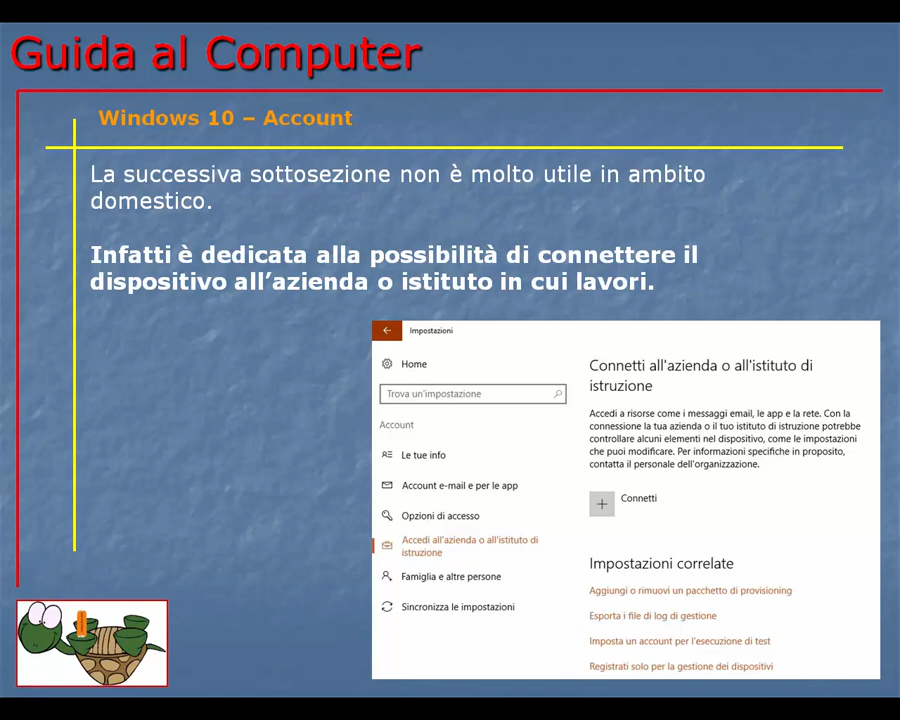 Guida al Computer
Windows 10 – Account
La successiva sottosezione non è molto utile in ambito
domestico.
Infatti è dedicata alla possibilità di connettere il
dispositivo all’azienda o istituto in cui lavori.
Impostazioni
Home
Trova un'impostazione
Account
Le tue info
Account e-mail e per le app
Opzioni di accesso
Accedi all'azienda o all'istituto di
istruzione
Famiglia e altre persone
Sincronizza le impostazioni
Connetti all'azienda o all'istituto di
istruzione
Accedi a risorse come i messaggi email, le app e la rete. Con la
connessione la tua azienda o il tuo istituto di istruzione potrebbe
controllare alcuni elementi nel dispositivo, come le impostazioni
che puoi modificare. Per informazioni specifiche in proposito,
contatta il personale dell'organizzazione.
Connetti
Impostazioni correlate
Aggiungi o rimuovi un pacchetto di provisioning
Esporta i file di log di gestione
Imposta un account per l'esecuzione di test
Registrati solo per la gestione dei dispositivi